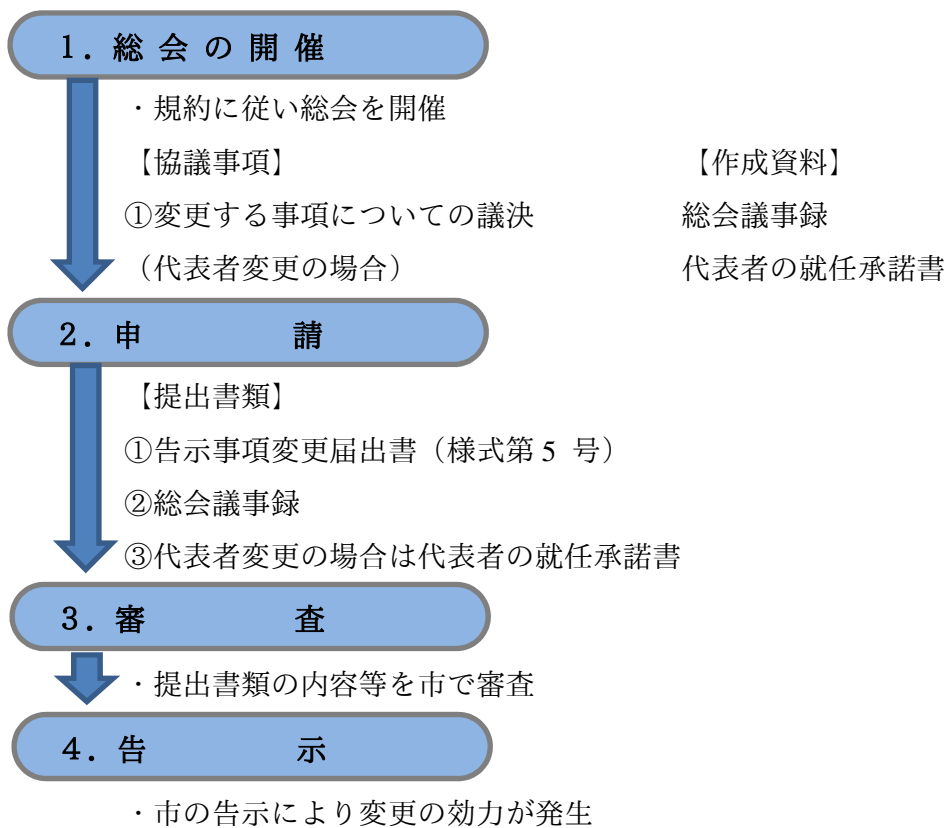 １．総 会 の 開 催
・規約に従い総会を開催
【協議事項】　【作成資料】
①変更する事項についての議決　総会議事録
（代表者変更の場合）　代表者の就任承諾書
２．申　請
【提出書類】
①告示事項変更届出書（様式第５ 号）
②総会議事録
③代表者変更の場合は代表者の就任承諾書
３．審　査
・提出書類の内容等を市で審査
４．告　示
・市の告示により変更の効力が発生